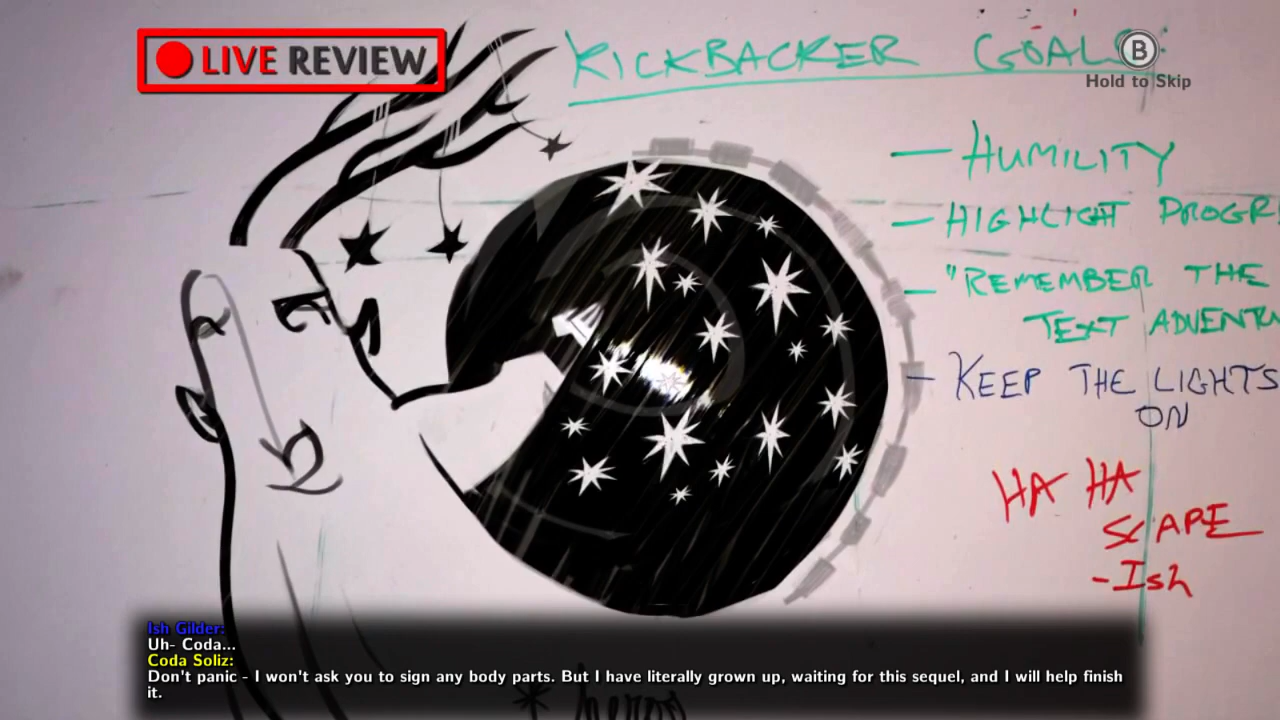 LIVE REVIEW
KICKBACKER GOALS:
B
Hold to Skip
— HUMILITY
— HIGHLIGHT PROGR
— "REMEMBER THE
TEXT ADVENTU
— KEEP THE LIGHTS
ON
HA HA
SCAPE
-Ish
Ish Gilder:
Uh- Coda...
Coda Soliz:
Don't panic - I won't ask you to sign any body parts. But I have literally grown up, waiting for this sequel, and I will help finish
it.